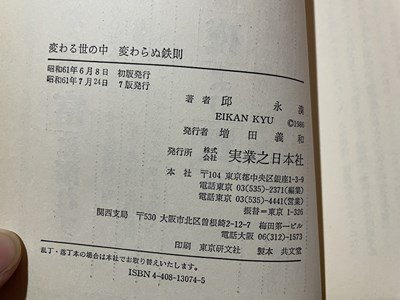 変わる世の中 変わらぬ鉄則
昭和61年6月8日 初版発行
昭和61年7月24日 7版発行
著者 邱 永漢
EIKAN KYU ©1986
発行者 増田義和
発行所 株式会社 実業之日本社
本社 〒104 東京都中央区銀座1-3-9
電話東京 03(535)-2371(編業)
電話東京 03(535)-4441(営業)
振替=東京 1-326
関西支局 〒530 大阪市北区曽根崎2-12-7 梅田第一ビル
電話大阪 06(312)-1573
印刷 東京研文社 製本 共文堂
乱丁・落丁本の場合は本社でお取り替えいたします。
ISBN4-408-13074-5